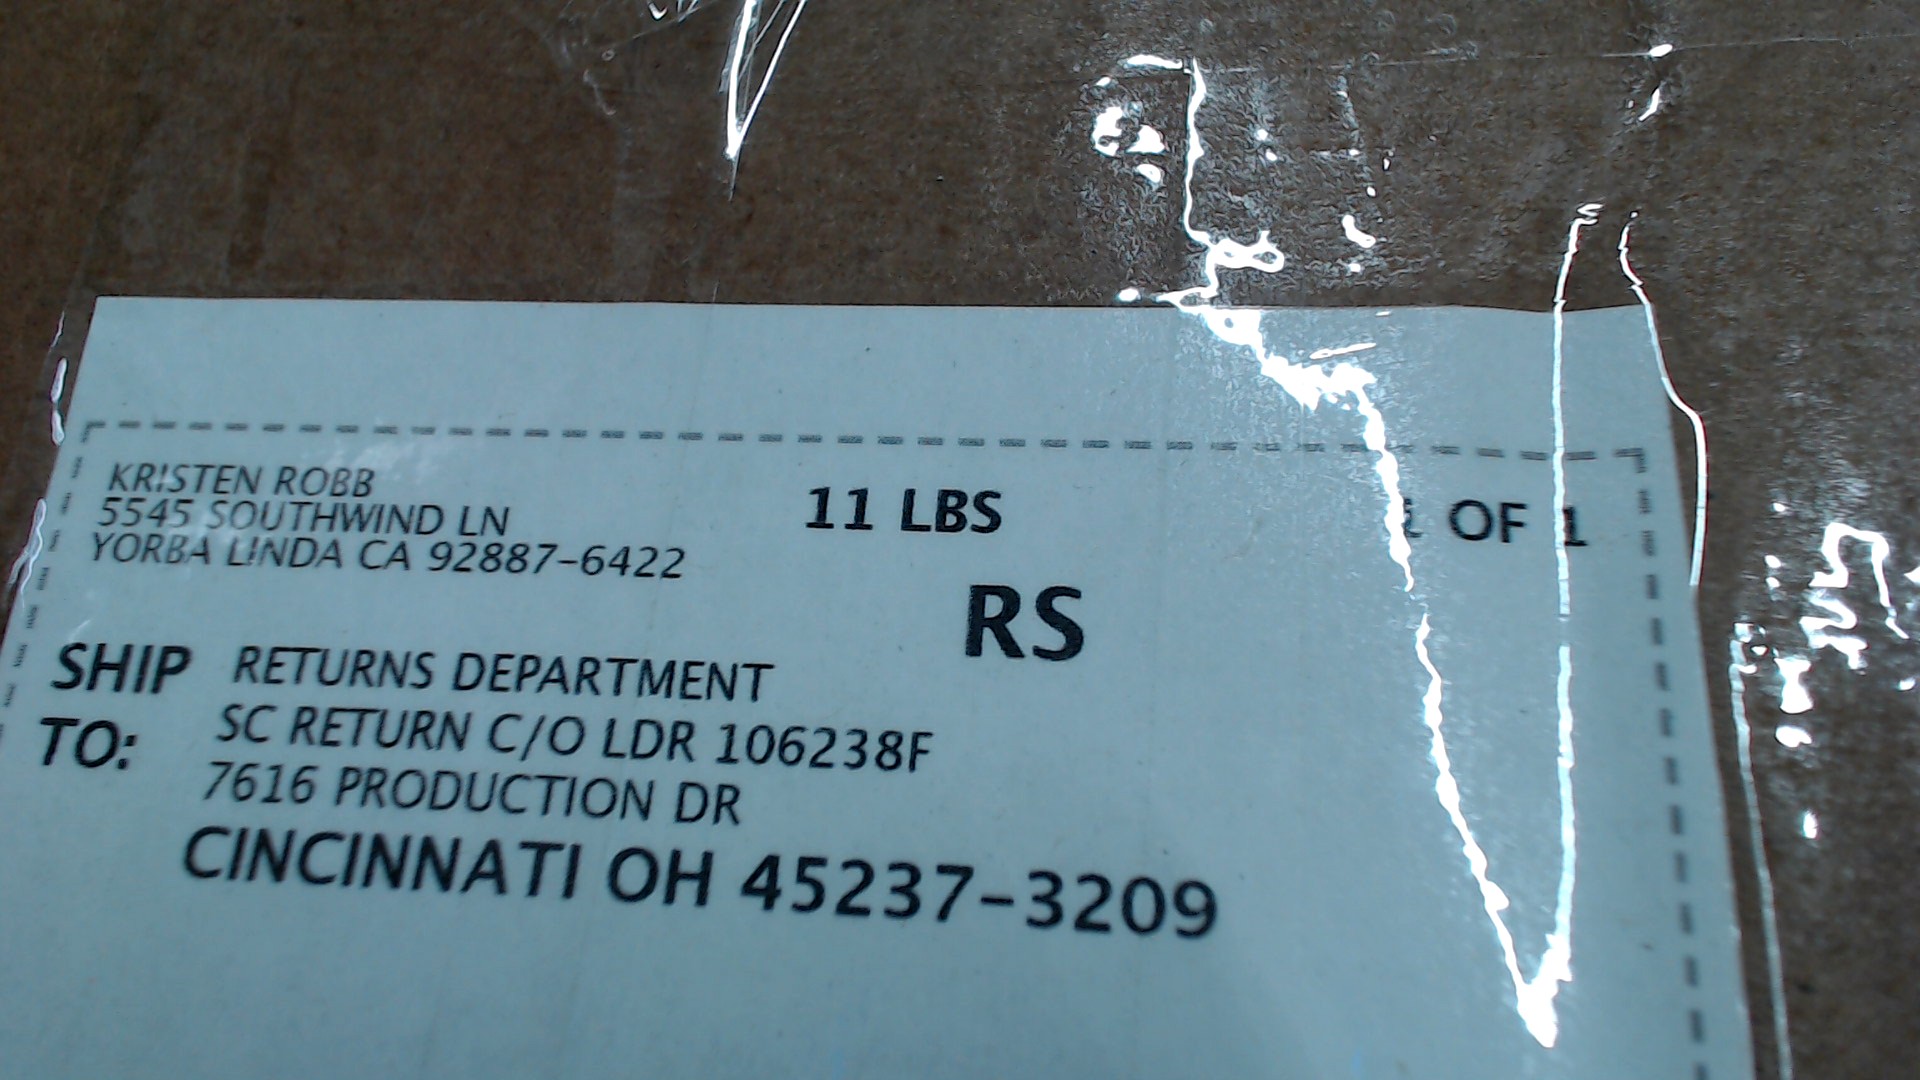 KRISTEN ROBB
5545 SOUTHWIND LN
YORBA LINDA CA 92887-6422
11 LBS
1 OF 1
RS
SHIP TO:
RETURNS DEPARTMENT
SC RETURN C/O LDR 106238F
7616 PRODUCTION DR
CINCINNATI OH 45237-3209